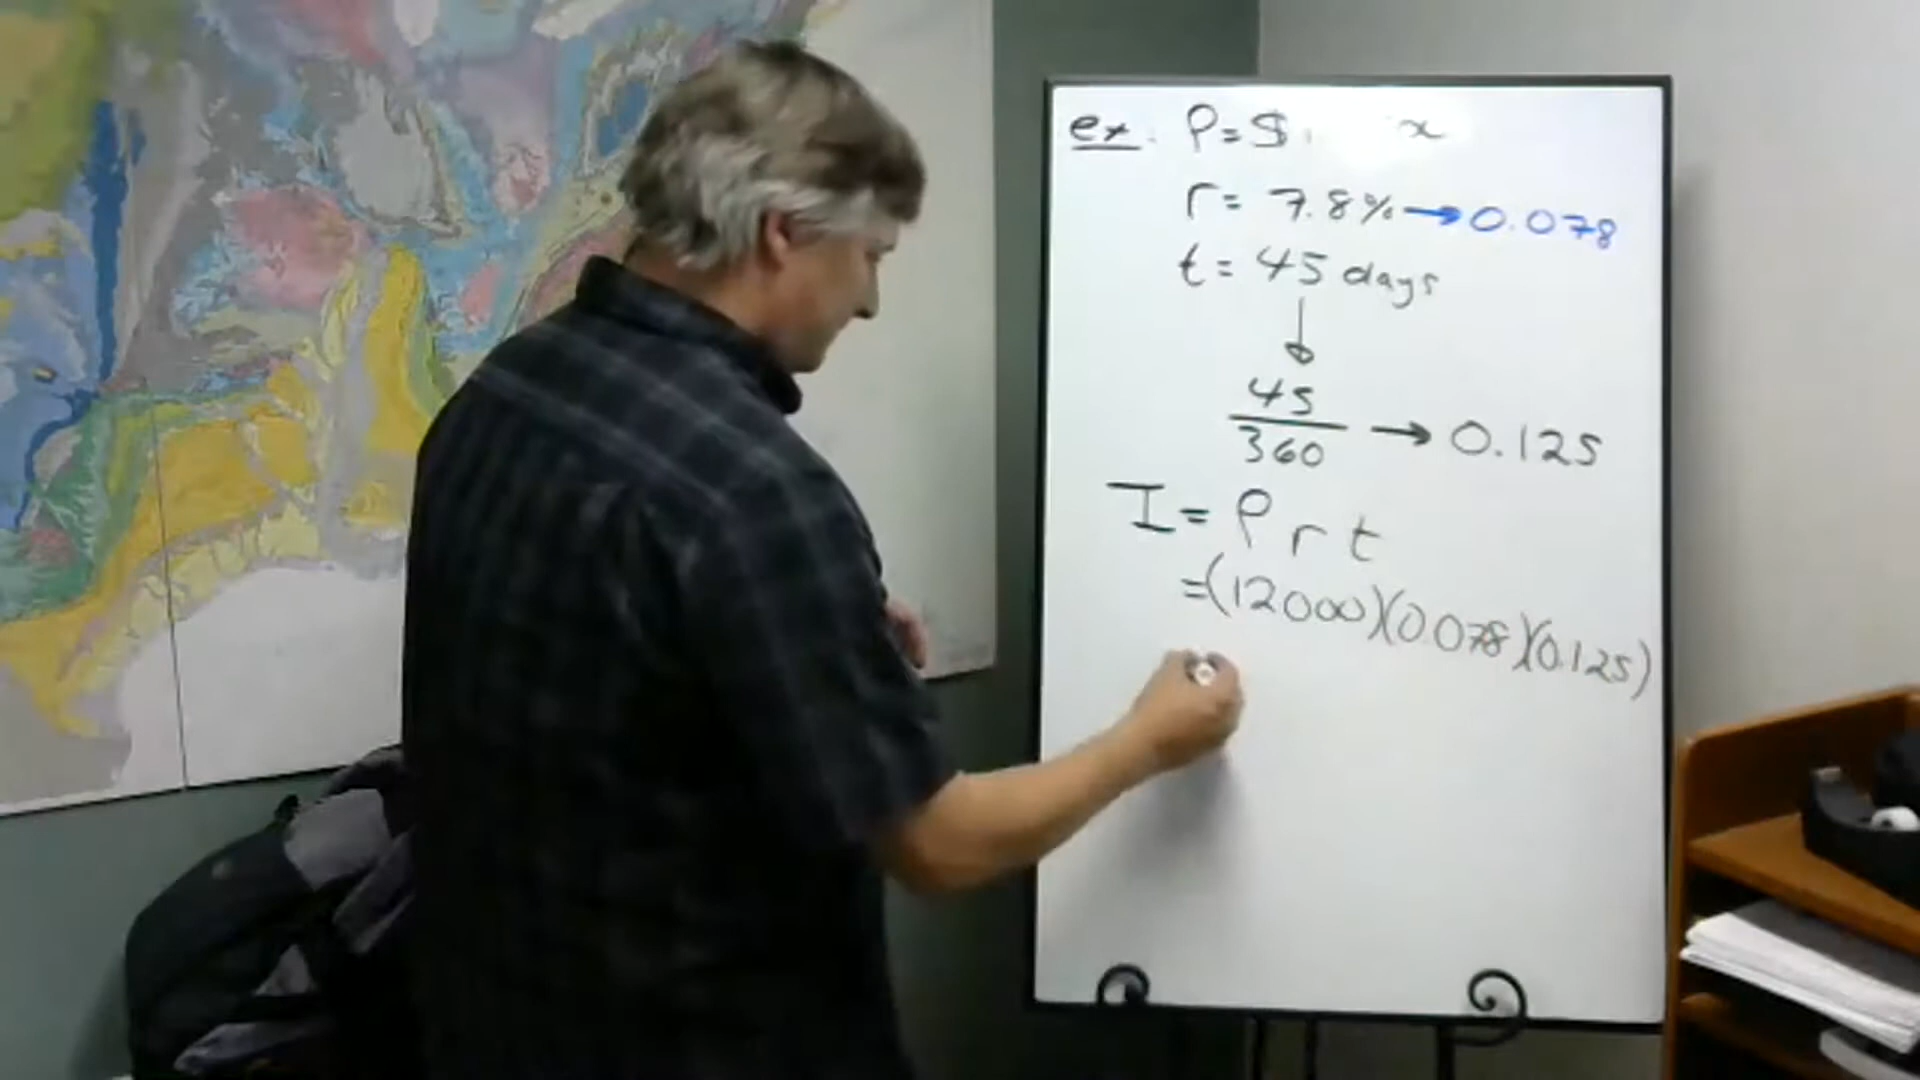 ex. P = $
r = 7.8% → 0.078
t = 45 days
45
360 → 0.125
I = P r t
= (12000)(0.078)(0.125)